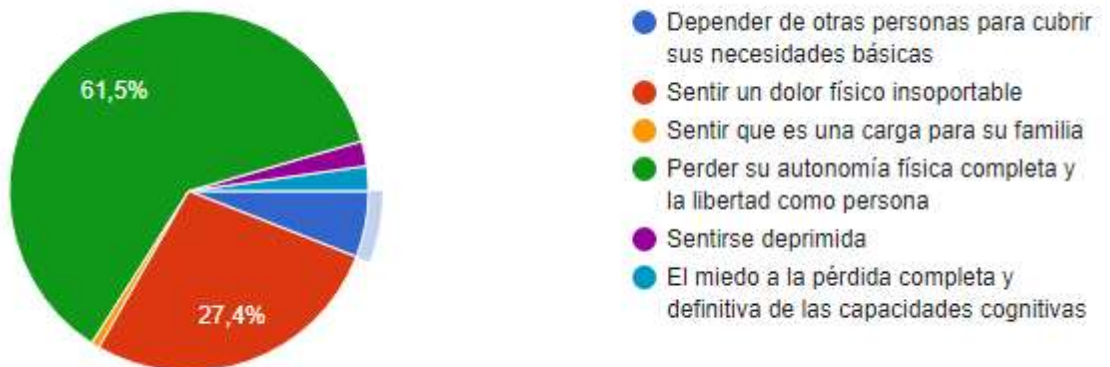 61,5%
27,4%
Depender de otras personas para cubrir
sus necesidades básicas
Sentir un dolor físico insoportable
Sentir que es una carga para su familia
Perder su autonomía física completa y
la libertad como persona
Sentirse deprimida
El miedo a la pérdida completa y
definitiva de las capacidades cognitivas